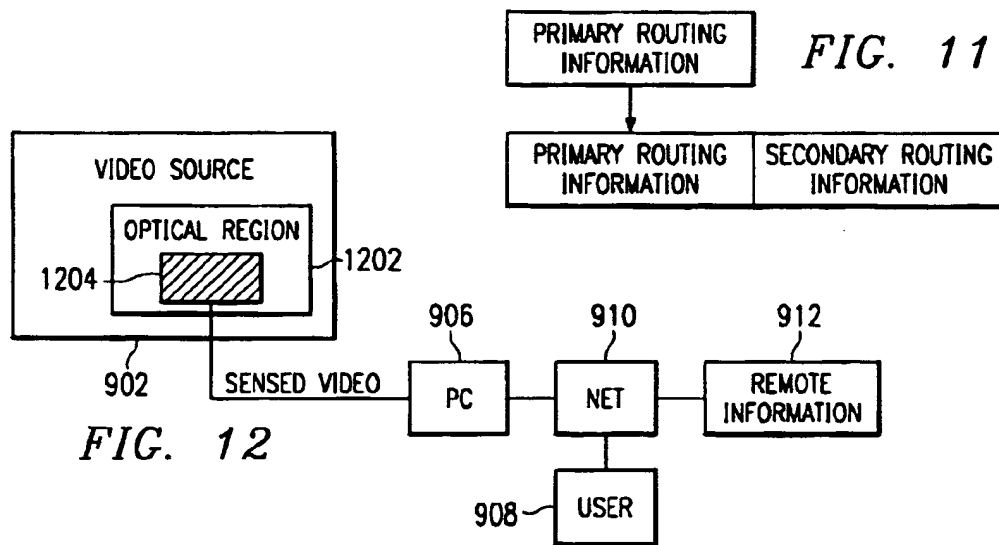 PRIMARY ROUTING
INFORMATION
FIG. 11
PRIMARY ROUTING
INFORMATION
SECONDARY ROUTING
INFORMATION
VIDEO SOURCE
OPTICAL REGION
1204
1202
902
SENSED VIDEO
906
PC
910
NET
912
REMOTE
INFORMATION
908
USER
FIG. 12